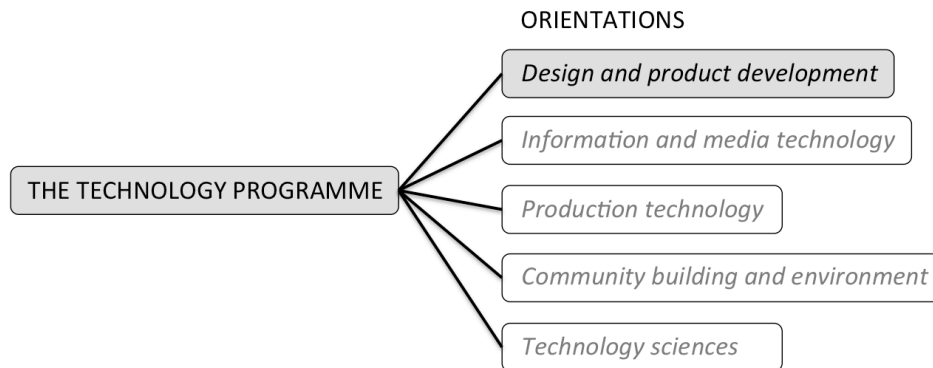 ORIENTATIONS
Design and product development
Information and media technology
THE TECHNOLOGY PROGRAMME
Production technology
Community building and environment
Technology sciences